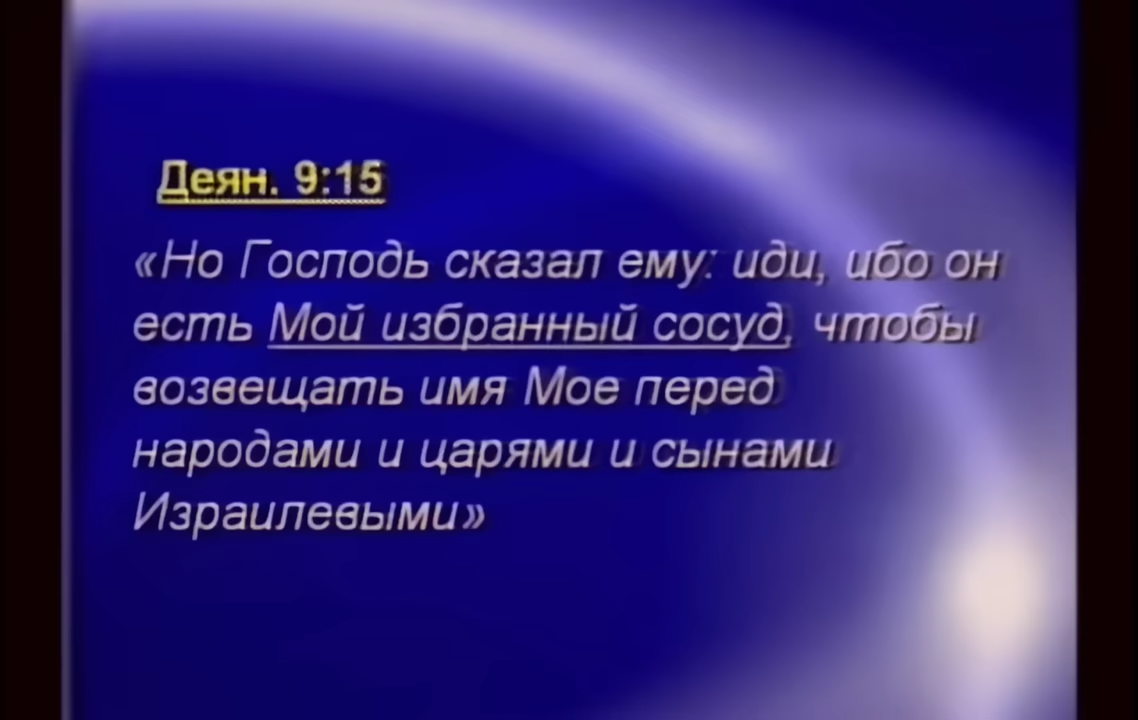 Деян. 9:15
«Но Господь сказал ему: иди, ибо он
есть Мой избранный сосуд, чтобы
возвещать имя Мое перед
народами и царями и сынами
Израилевыми»